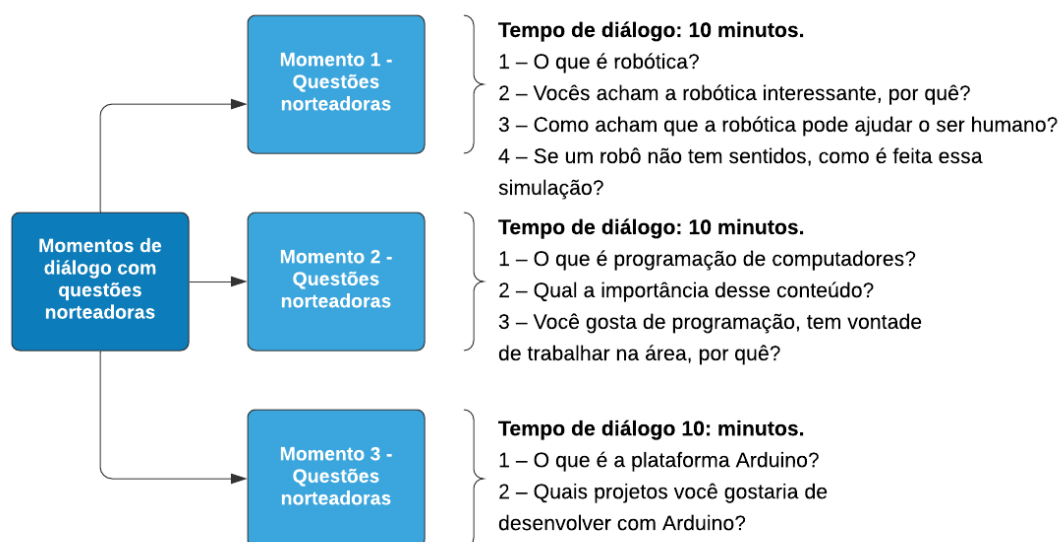 Momentos de
diálogo com
questões
norteadoras
Momento 1 -
Questões
norteadoras
Tempo de diálogo: 10 minutos.
1 – O que é robótica?
2 – Vocês acham a robótica interessante, por quê?
3 – Como acham que a robótica pode ajudar o ser humano?
4 – Se um robô não tem sentidos, como é feita essa
simulação?
Momento 2 -
Questões
norteadoras
Tempo de diálogo: 10 minutos.
1 – O que é programação de computadores?
2 – Qual a importância desse conteúdo?
3 – Você gosta de programação, tem vontade
de trabalhar na área, por quê?
Momento 3 -
Questões
norteadoras
Tempo de diálogo 10: minutos.
1 – O que é a plataforma Arduino?
2 – Quais projetos você gostaria de
desenvolver com Arduino?